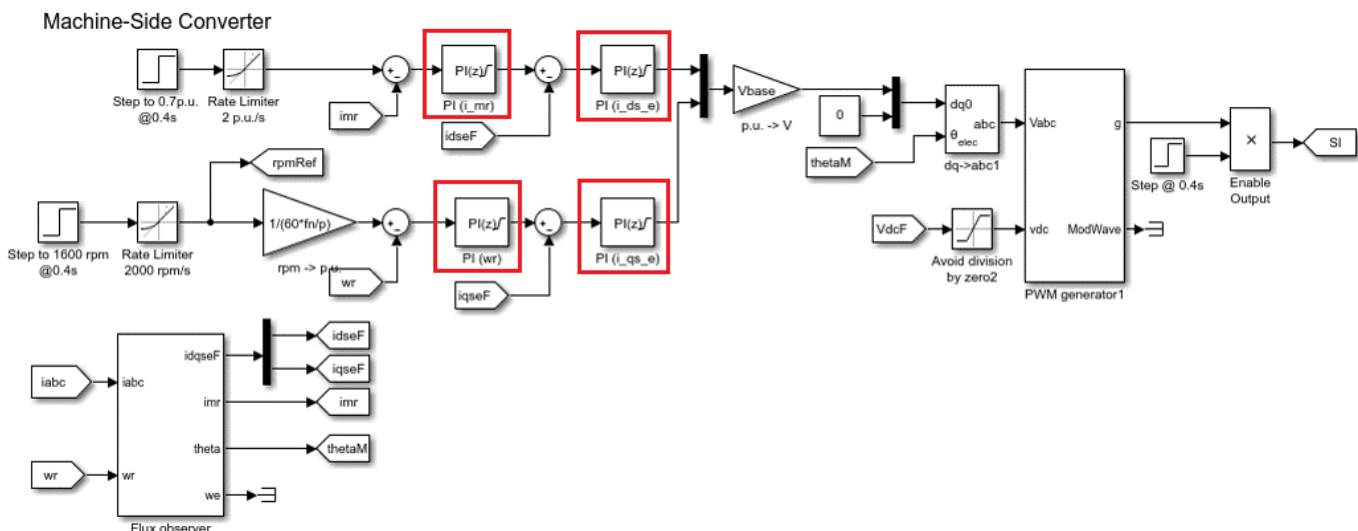 Machine-Side Converter
Step to 0.7p.u.
@0.4s
Rate Limiter
2 p.u./s
+
-
imr
PI(z)
PI (i_mr)
+
-
idseF
PI(z)
PI (i_ds_e)
Vbase
p.u. -> V
0
thetaM
dq0
θelec
abc
dq->abc1
Vabc
g
vdc
ModWave
PWM generator1
Step @ 0.4s
×
Enable
Output
SI
VdcF
Avoid division
by zero2
rpmRef
Step to 1600 rpm
@0.4s
Rate Limiter
2000 rpm/s
1/(60*fn/p)
rpm -> p.u.
+
-
wr
PI(z)
PI (wr)
+
-
iqseF
PI(z)
PI (i_qs_e)
iabc
wr
iabc
wr
idqseF
imr
theta
we
Flux observer
idseF
iqseF
imr
thetaM